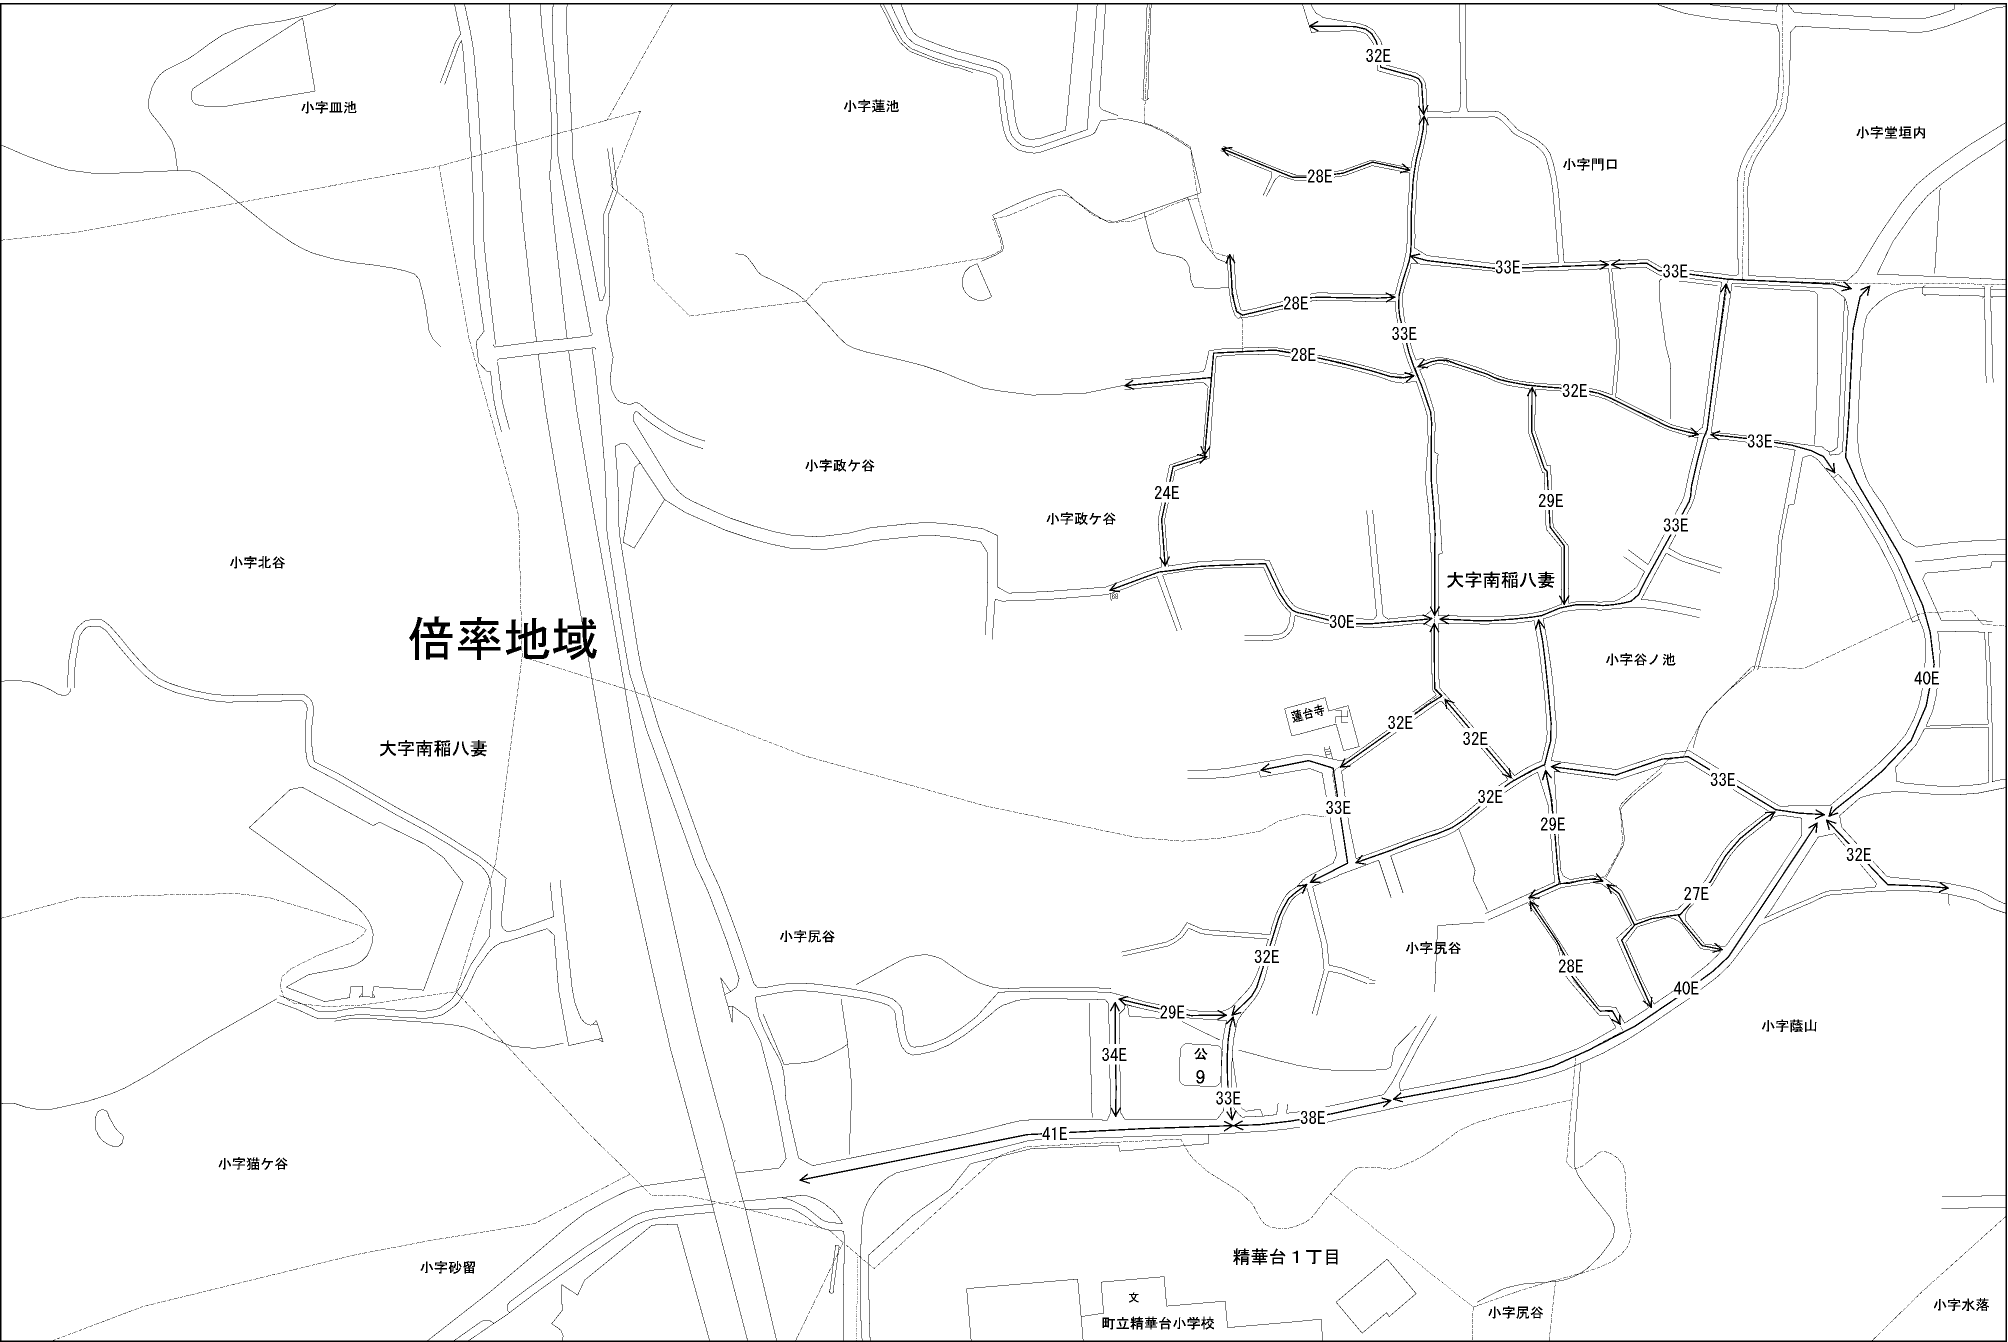 32E
小字皿池
小字蓮池
小字堂垣内
小字門口
28E
33E
33E
28E
33E
28E
32E
33E
小字政ケ谷
24E
29E
小字政ケ谷
33E
小字北谷
大字南稲八妻
30E
倍率地域
小字谷ノ池
40E
蓮台寺
32E
32E
大字南稲八妻
33E
32E
33E
29E
32E
27E
小字尻谷
小字尻谷
32E
28E
40E
29E
小字蔭山
34E
公
9
33E
38E
41E
小字猫ケ谷
精華台1丁目
小字砂留
文
町立精華台小学校
小字尻谷
小字水落